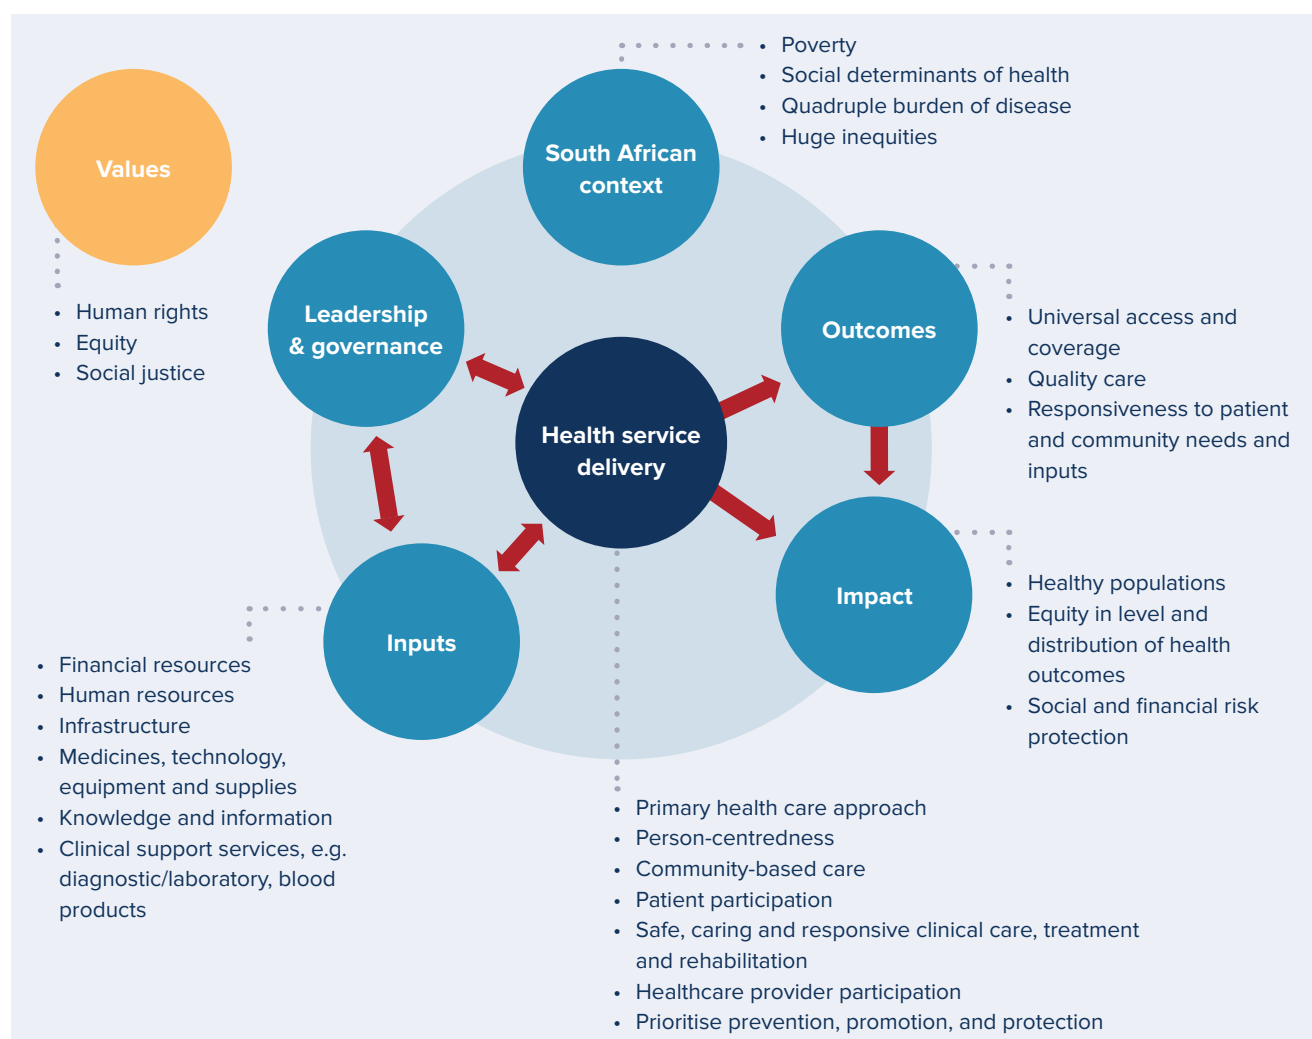 Values
• Human rights
• Equity
• Social justice
South African
context
• Poverty
• Social determinants of health
• Quadruple burden of disease
• Huge inequities
Leadership
& governance
Outcomes
• Universal access and
coverage
• Quality care
• Responsiveness to patient
and community needs and
inputs
Health service
delivery
• Primary health care approach
• Person-centredness
• Community-based care
• Patient participation
• Safe, caring and responsive clinical care, treatment
and rehabilitation
• Healthcare provider participation
• Prioritise prevention, promotion, and protection
Impact
• Healthy populations
• Equity in level and
distribution of health
outcomes
• Social and financial risk
protection
Inputs
• Financial resources
• Human resources
• Infrastructure
• Medicines, technology,
equipment and supplies
• Knowledge and information
• Clinical support services, e.g.
diagnostic/laboratory, blood
products